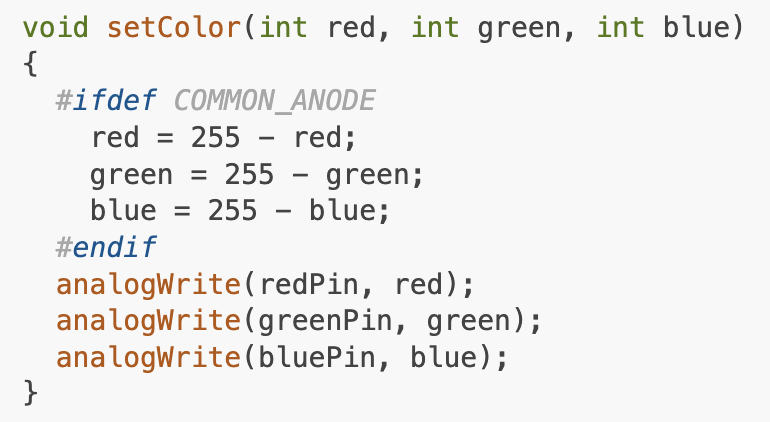 void setColor(int red, int green, int blue)
{
  #ifdef COMMON_ANODE
    red = 255 – red;
    green = 255 – green;
    blue = 255 – blue;
  #endif
  analogWrite(redPin, red);
  analogWrite(greenPin, green);
  analogWrite(bluePin, blue);
}